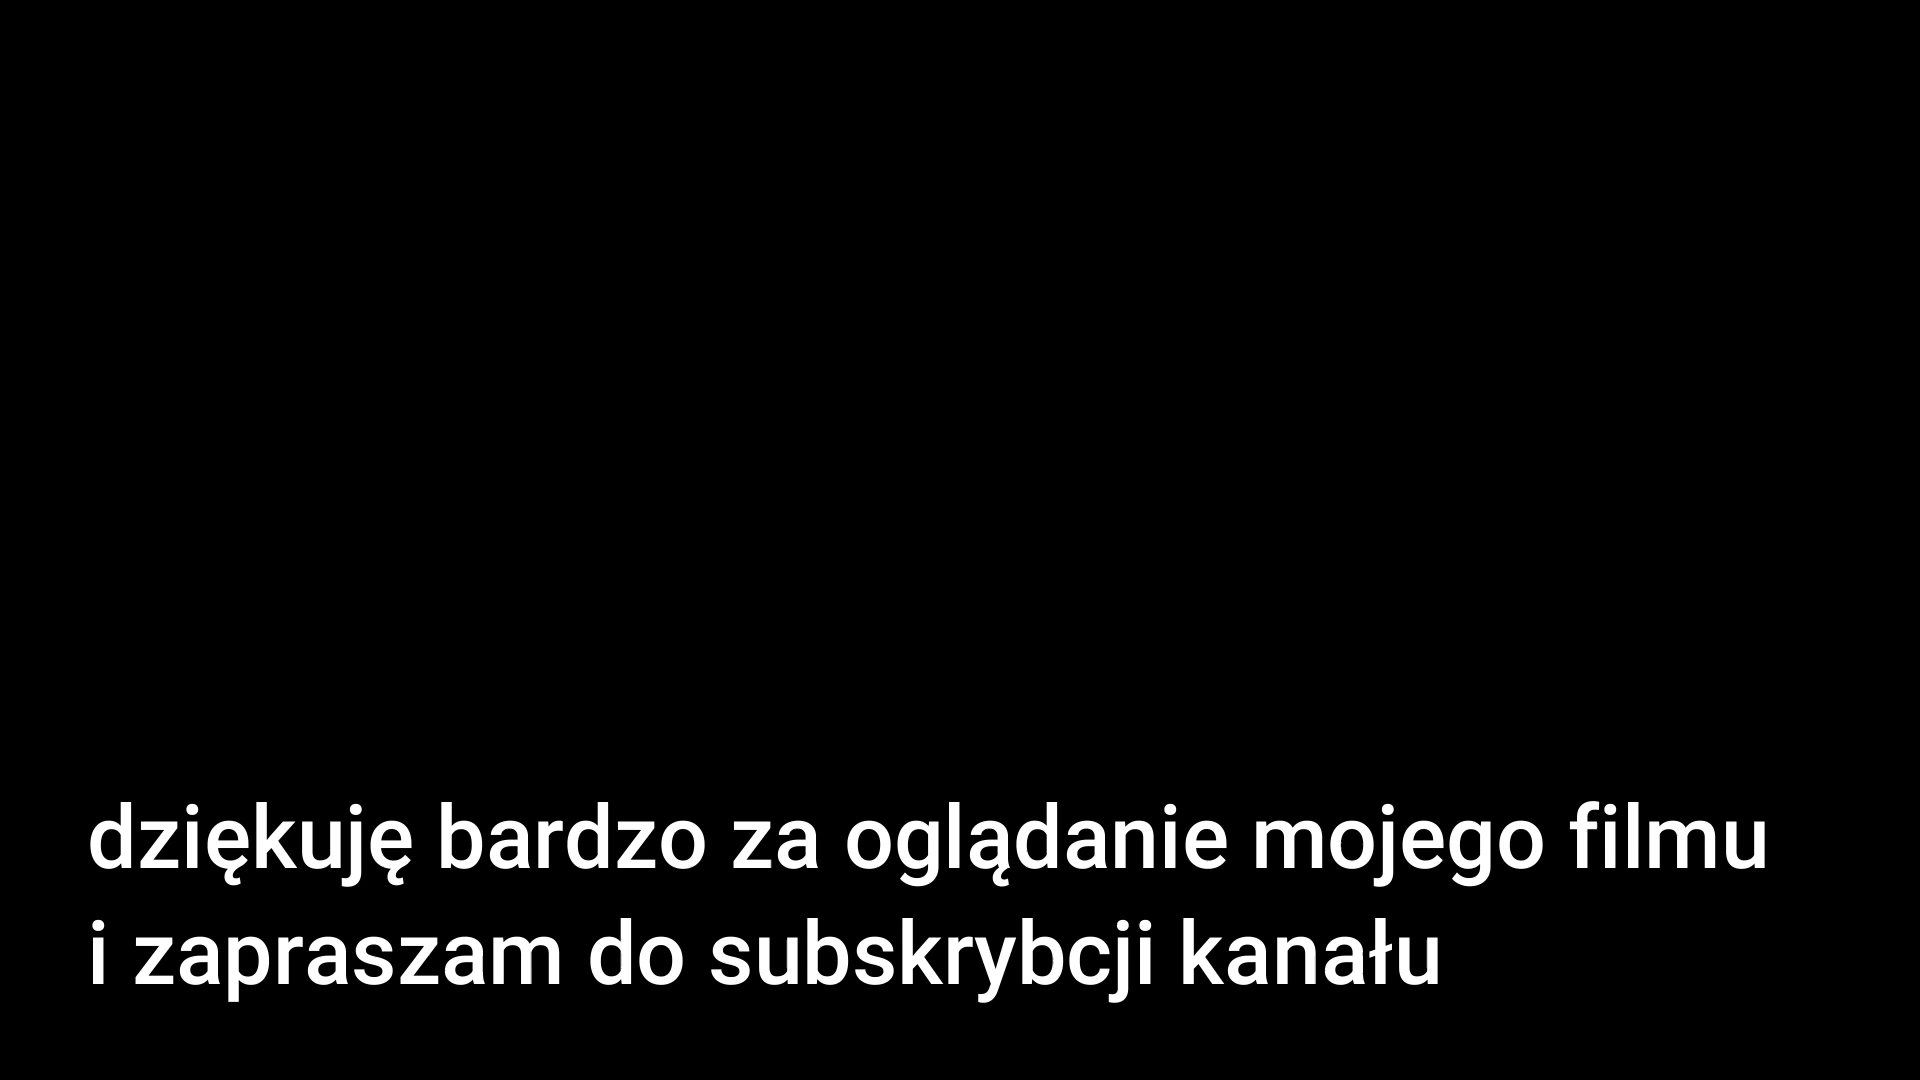 dziękuję bardzo za oglądanie mojego filmu
i zapraszam do subskrybcji kanału